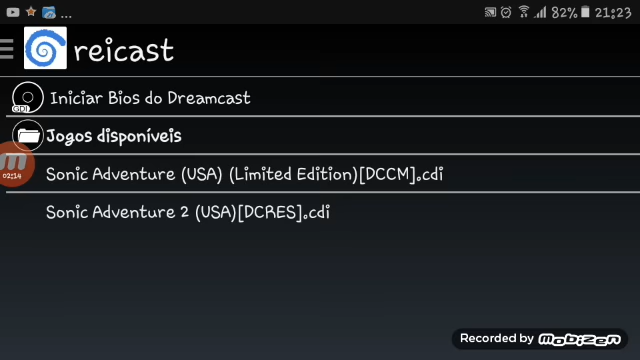 ... 82% 21:23
reicast
GDI Iniciar Bios do Dreamcast
Jogos disponíveis
02:14
Sonic Adventure (USA) (Limited Edition)[DCCM].cdi
Sonic Adventure 2 (USA)[DCRES].cdi
Recorded by mobizen